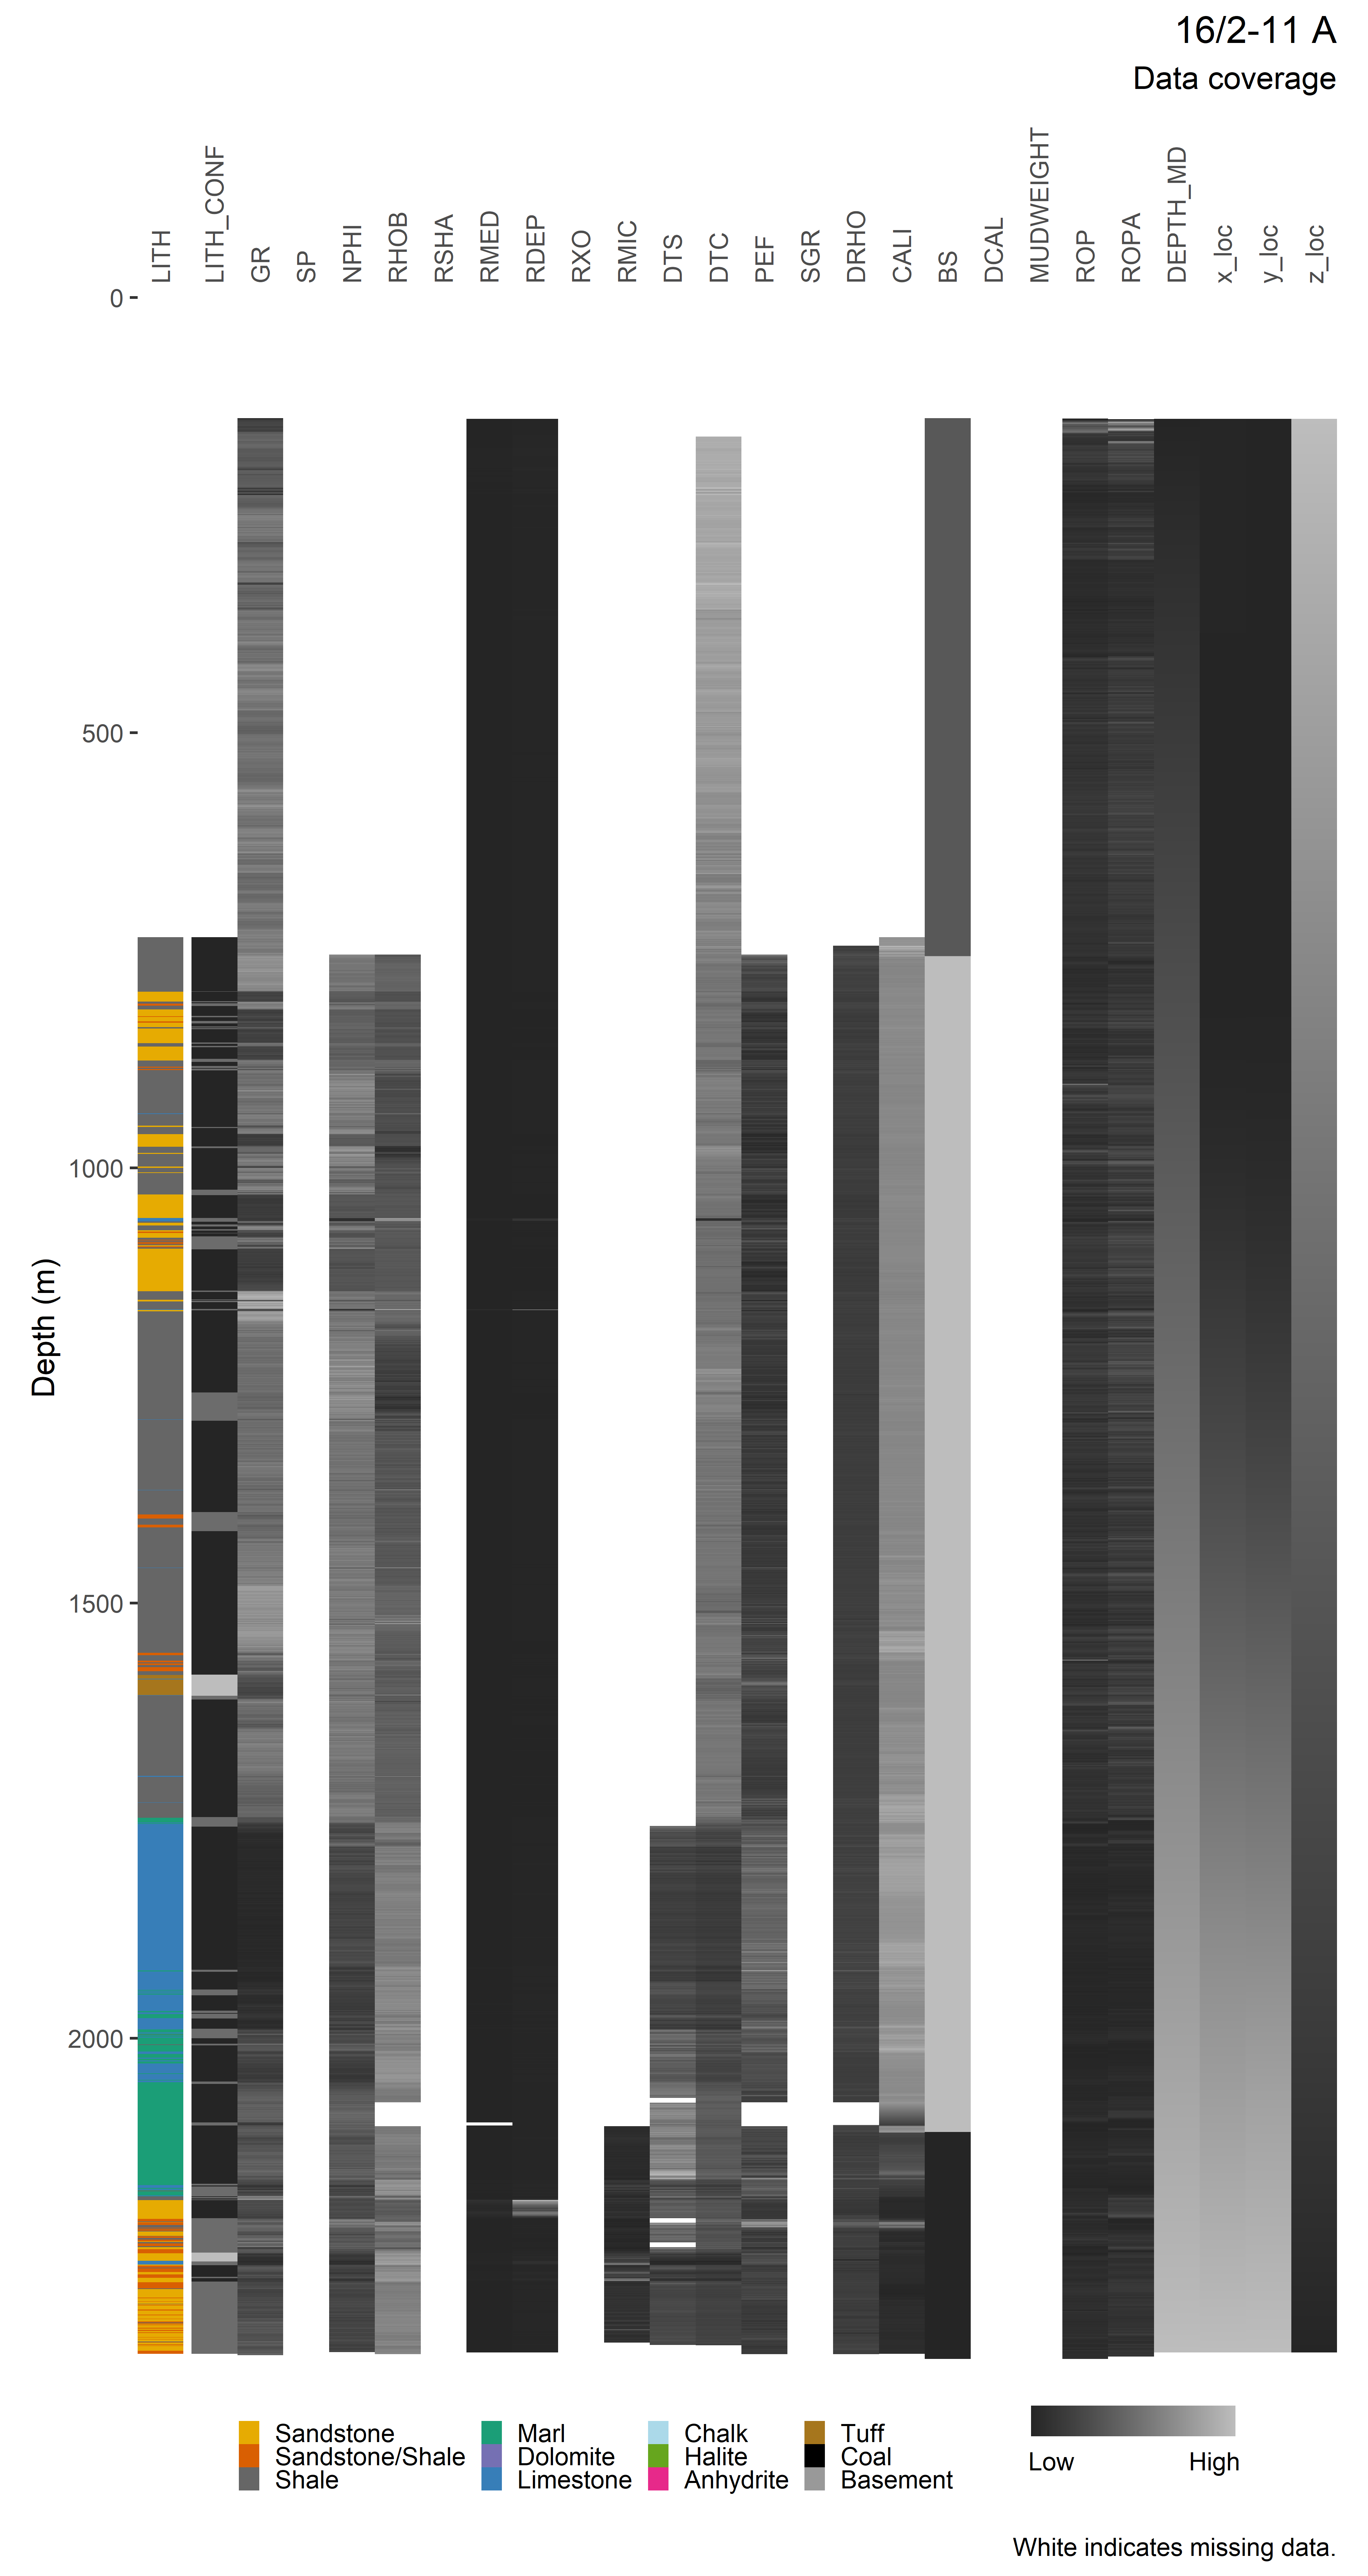 16/2-11 A
Data coverage
LITH
LITH_CONF
GR
SP
NPHI
RHOB
RSHA
RMED
RDEP
RXO
RMIC
DTS
DTC
PEF
SGR
DRHO
CALI
BS
DCAL
MUDWEIGHT
ROP
ROPA
DEPTH_MD
x_loc
y_loc
z_loc
0
500
1000
1500
2000
Depth (m)
Sandstone
Sandstone/Shale
Shale
Marl
Dolomite
Limestone
Chalk
Halite
Anhydrite
Tuff
Coal
Basement
Low High
White indicates missing data.